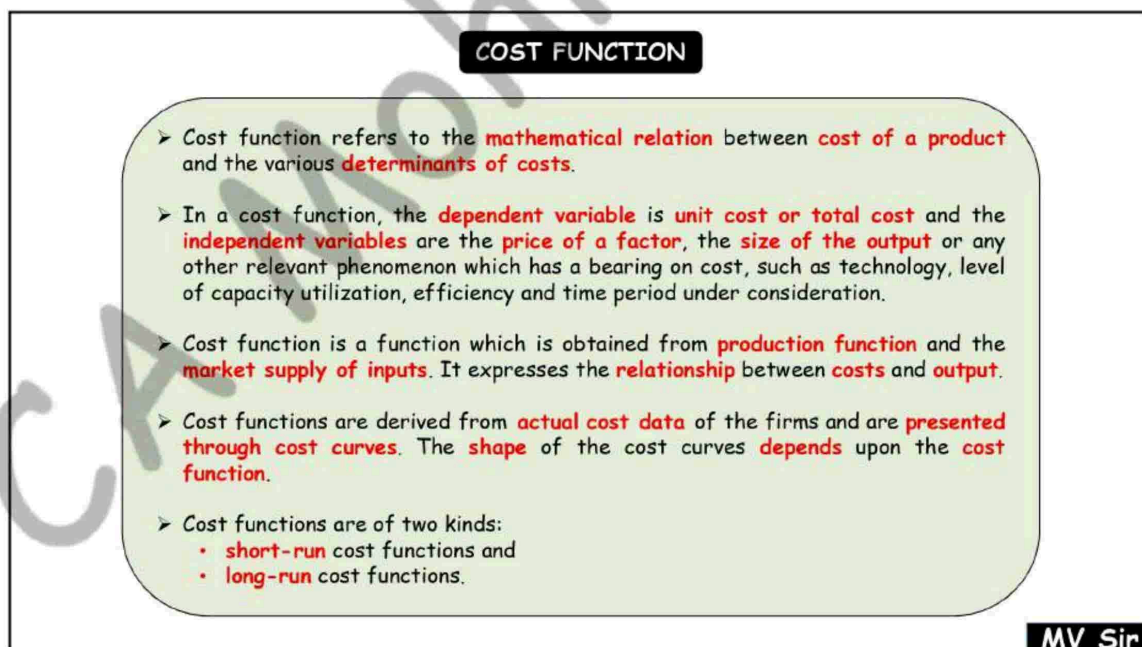 COST FUNCTION
➤ Cost function refers to the mathematical relation between cost of a product
and the various determinants of costs.
➤ In a cost function, the dependent variable is unit cost or total cost and the
independent variables are the price of a factor, the size of the output or any
other relevant phenomenon which has a bearing on cost, such as technology, level
of capacity utilization, efficiency and time period under consideration.
➤ Cost function is a function which is obtained from production function and the
market supply of inputs. It expresses the relationship between costs and output.
➤ Cost functions are derived from actual cost data of the firms and are presented
through cost curves. The shape of the cost curves depends upon the cost
function.
➤ Cost functions are of two kinds:
• short-run cost functions and
• long-run cost functions.
CA Moh
MV Sir